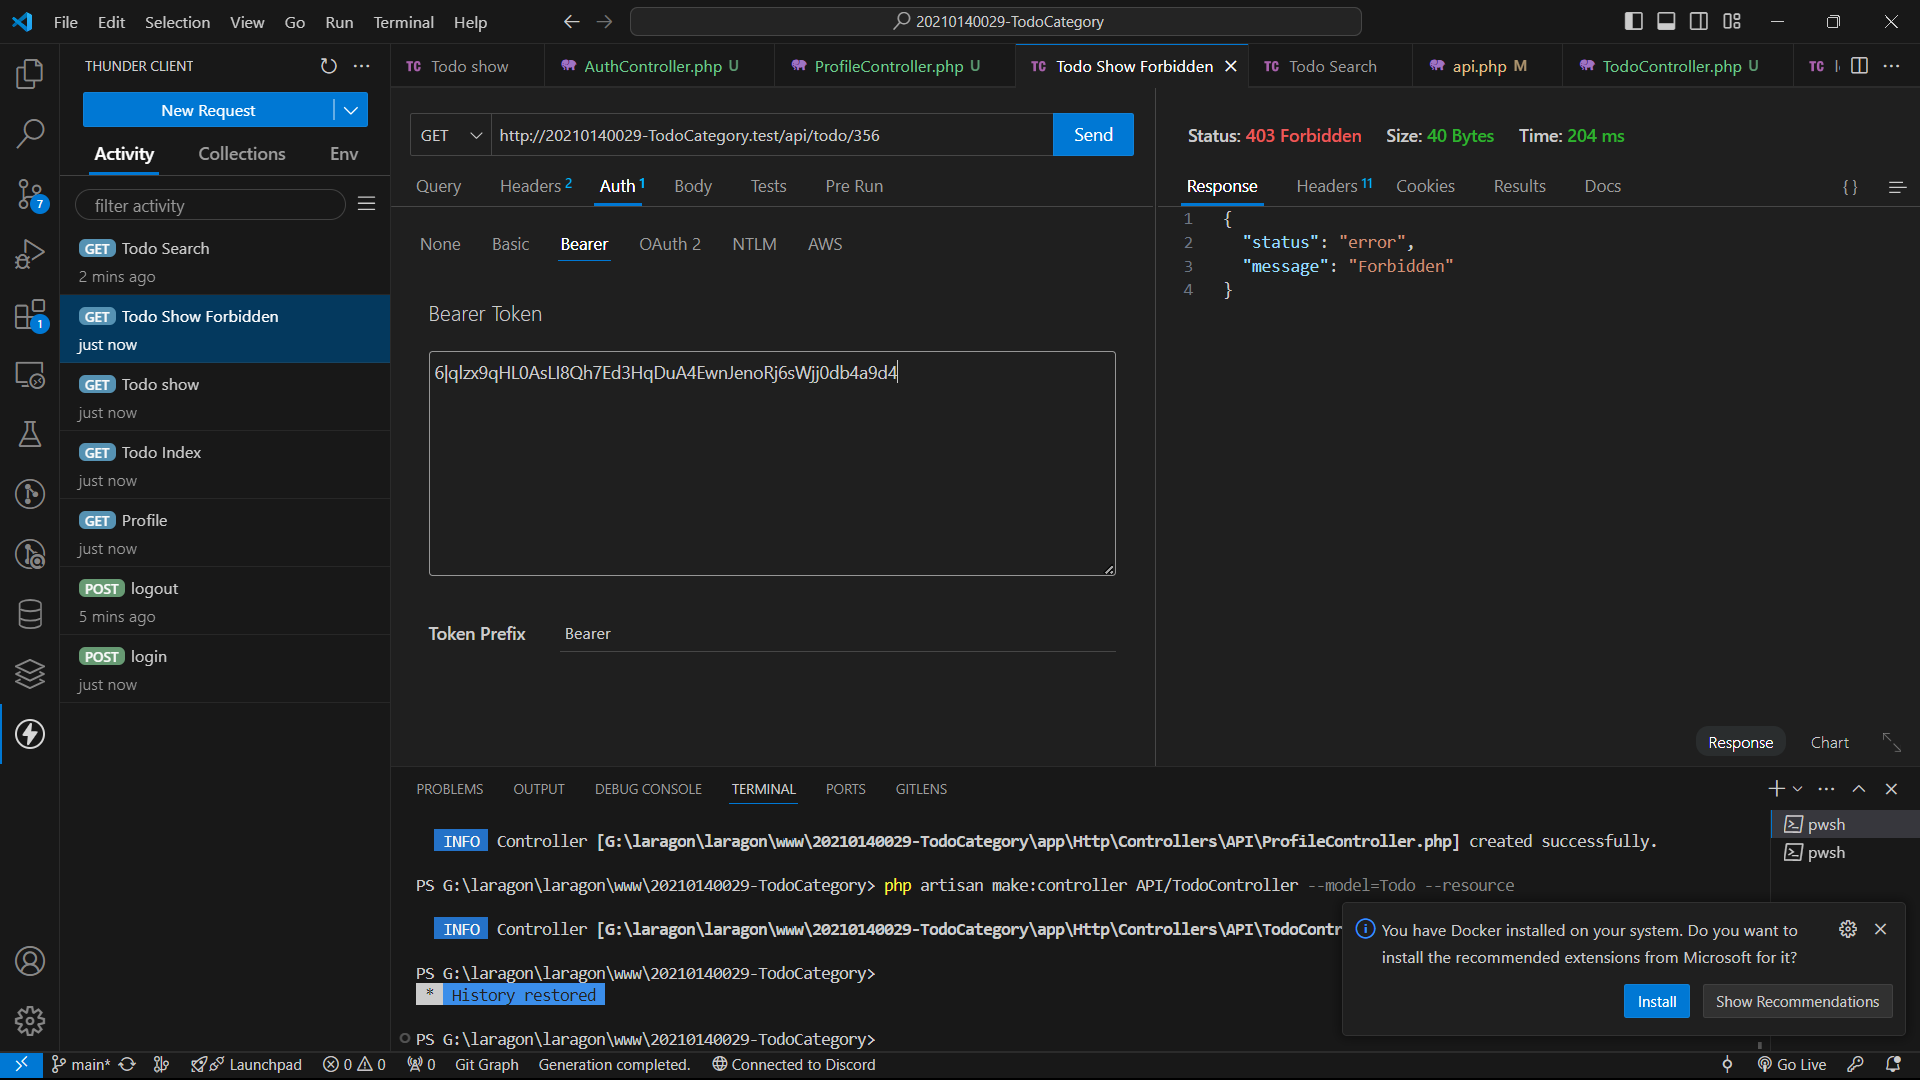 File Edit Selection View Go Run Terminal Help
20210140029-TodoCategory
THUNDER CLIENT
New Request
Activity Collections Env
filter activity
GET Todo Search
2 mins ago
GET Todo Show Forbidden
just now
GET Todo show
just now
GET Todo Index
just now
GET Profile
just now
POST logout
5 mins ago
POST login
just now
7
1
TC Todo show
AuthController.php U
ProfileController.php U
TC Todo Show Forbidden
TC Todo Search
api.php M
TodoController.php U
TC
GET http://20210140029-TodoCategory.test/api/todo/356 Send
Query Headers 2 Auth 1 Body Tests Pre Run
None Basic Bearer OAuth 2 NTLM AWS
Bearer Token
6|qlzx9qHL0AsLI8Qh7Ed3HqDuA4EwnJenoRj6sWjj0db4a9d4
Token Prefix Bearer
Status: 403 Forbidden Size: 40 Bytes Time: 204 ms
Response Headers 11 Cookies Results Docs {}
1 {
2 "status": "error",
3 "message": "Forbidden"
4 }
Response Chart
PROBLEMS OUTPUT DEBUG CONSOLE TERMINAL PORTS GITLENS
INFO Controller [G:\laragon\laragon\www\20210140029-TodoCategory\app\Http\Controllers\API\ProfileController.php] created successfully.
PS G:\laragon\laragon\www\20210140029-TodoCategory> php artisan make:controller API/TodoController --model=Todo --resource
INFO Controller [G:\laragon\laragon\www\20210140029-TodoCategory\app\Http\Controllers\API\TodoContr
PS G:\laragon\laragon\www\20210140029-TodoCategory>
* History restored
PS G:\laragon\laragon\www\20210140029-TodoCategory>
pwsh
pwsh
You have Docker installed on your system. Do you want to
install the recommended extensions from Microsoft for it?
Install Show Recommendations
main* Launchpad 0 0 0 Git Graph Generation completed. Connected to Discord Go Live